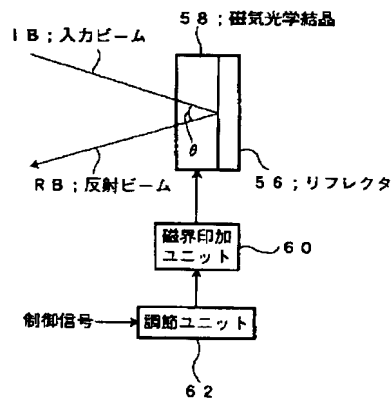 IB；入力ビーム
58；磁気光学結晶
θ
RB；反射ビーム
56；リフレクタ
磁界印加
ユニット
60
制御信号
調節ユニット
62